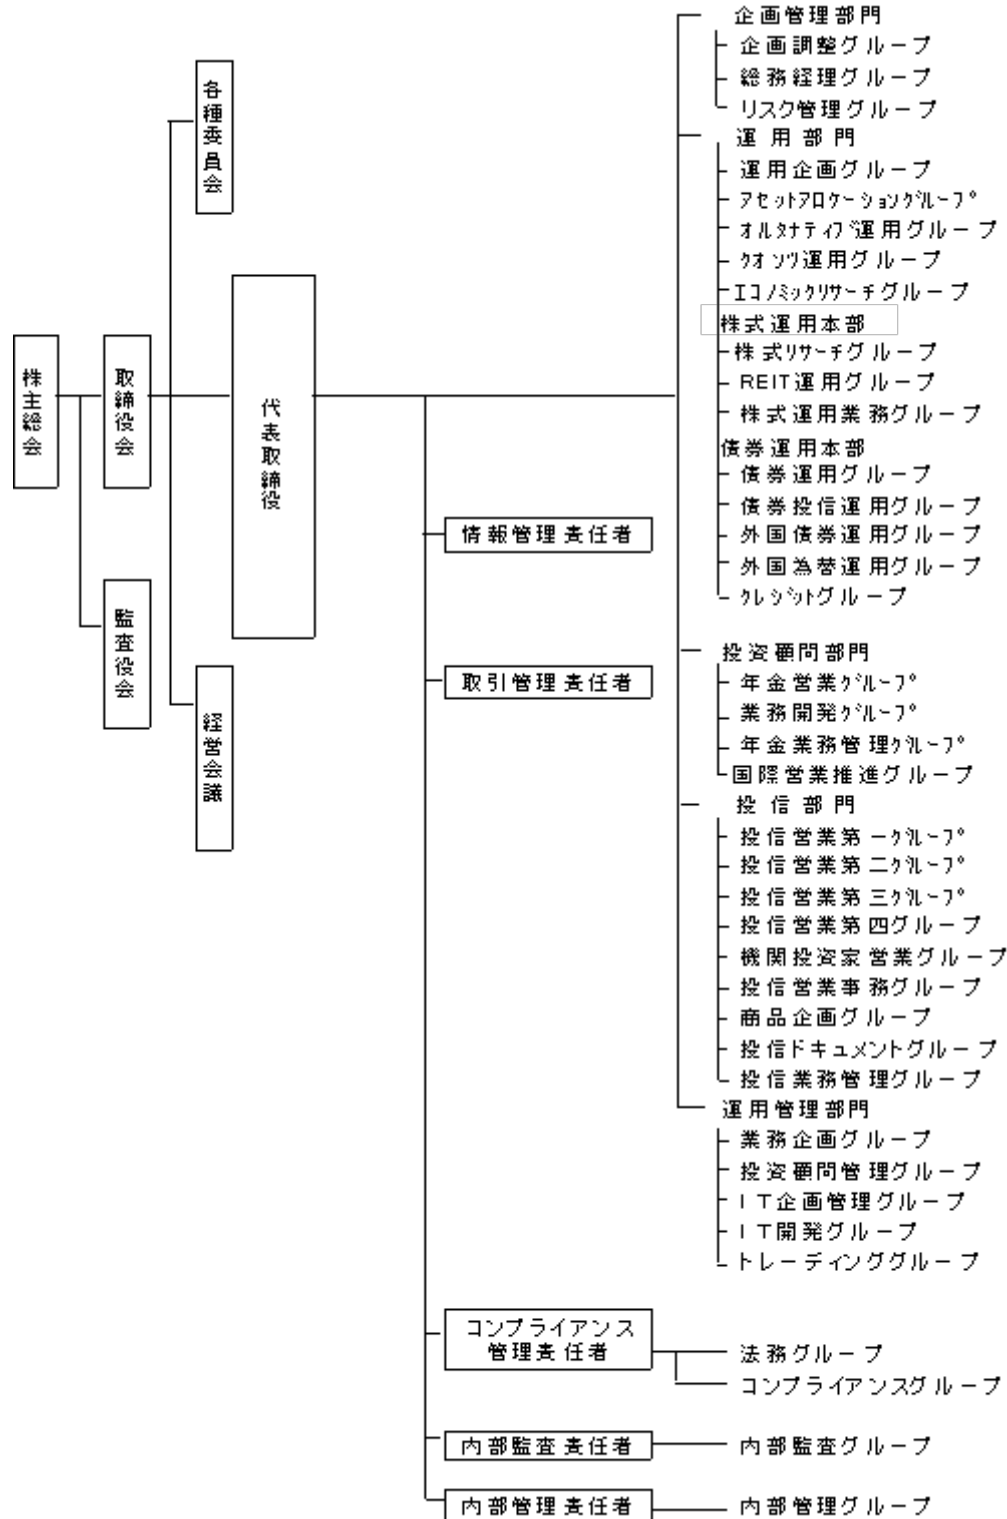 株主総会
取締役会
監査役会
各種委員会
経営会議
代表取締役
情報管理責任者
取引管理責任者
コンプライアンス
管理責任者
内部監査責任者
内部管理責任者
企画管理部門
企画調整グループ
総務経理グループ
リスク管理グループ
運用部門
運用企画グループ
アセットアロケーショングループ
オルタナティブ運用グループ
クオンツ運用グループ
エコノミックリサーチグループ
株式運用本部
株式リサーチグループ
REIT運用グループ
株式運用業務グループ
債券運用本部
債券運用グループ
債券投信運用グループ
外国債券運用グループ
外国為替運用グループ
クレジットグループ
投資顧問部門
年金営業グループ
業務開発グループ
年金業務管理グループ
国際営業推進グループ
投信部門
投信営業第一グループ
投信営業第二グループ
投信営業第三グループ
投信営業第四グループ
機関投資家営業グループ
投信営業事務グループ
商品企画グループ
投信ドキュメントグループ
投信業務管理グループ
運用管理部門
業務企画グループ
投資顧問管理グループ
IT企画管理グループ
IT開発グループ
トレーディンググループ
法務グループ
コンプライアンスグループ
内部監査グループ
内部管理グループ